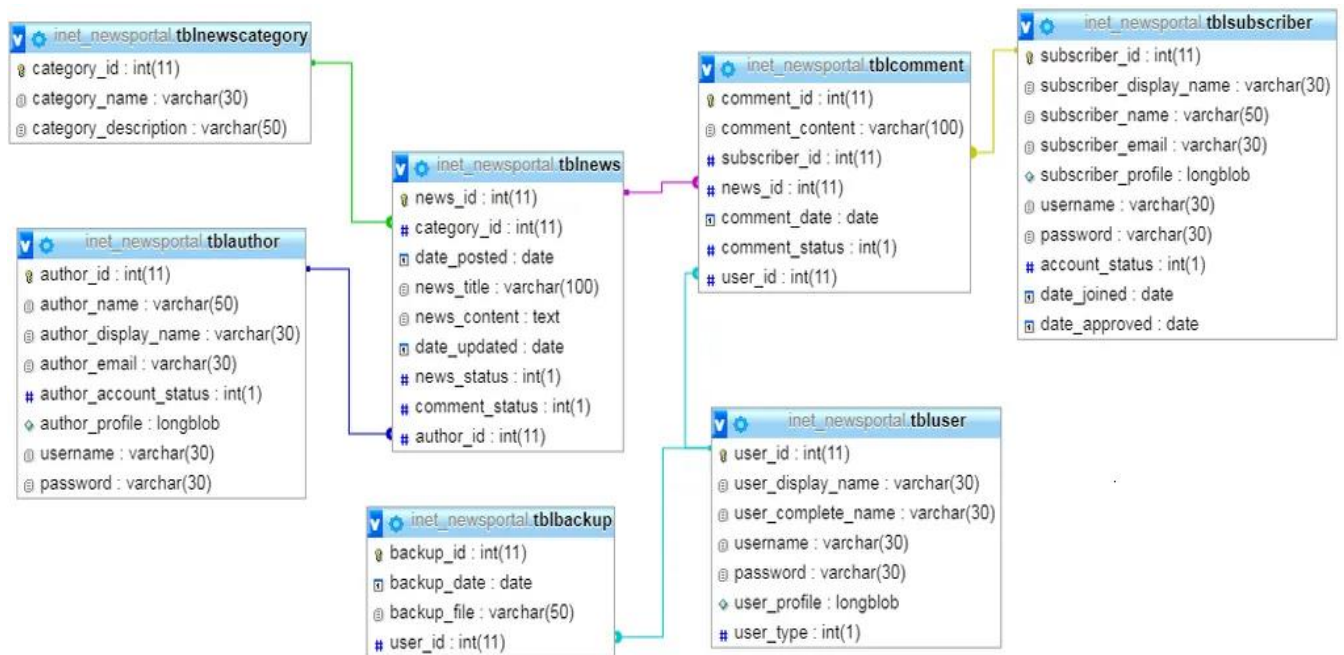 inet_newsportal.tblnewscategory
category_id : int(11)
category_name : varchar(30)
category_description : varchar(50)
inet_newsportal.tblauthor
author_id : int(11)
author_name : varchar(50)
author_display_name : varchar(30)
author_email : varchar(30)
author_account_status : int(1)
author_profile : longblob
username : varchar(30)
password : varchar(30)
inet_newsportal.tblnews
news_id : int(11)
category_id : int(11)
date_posted : date
news_title : varchar(100)
news_content : text
date_updated : date
news_status : int(1)
comment_status : int(1)
author_id : int(11)
inet_newsportal.tblbackup
backup_id : int(11)
backup_date : date
backup_file : varchar(50)
user_id : int(11)
inet_newsportal.tblcomment
comment_id : int(11)
comment_content : varchar(100)
subscriber_id : int(11)
news_id : int(11)
comment_date : date
comment_status : int(1)
user_id : int(11)
inet_newsportal.tbluser
user_id : int(11)
user_display_name : varchar(30)
user_complete_name : varchar(30)
username : varchar(30)
password : varchar(30)
user_profile : longblob
user_type : int(1)
inet_newsportal.tblsubscriber
subscriber_id : int(11)
subscriber_display_name : varchar(30)
subscriber_name : varchar(50)
subscriber_email : varchar(30)
subscriber_profile : longblob
username : varchar(30)
password : varchar(30)
account_status : int(1)
date_joined : date
date_approved : date